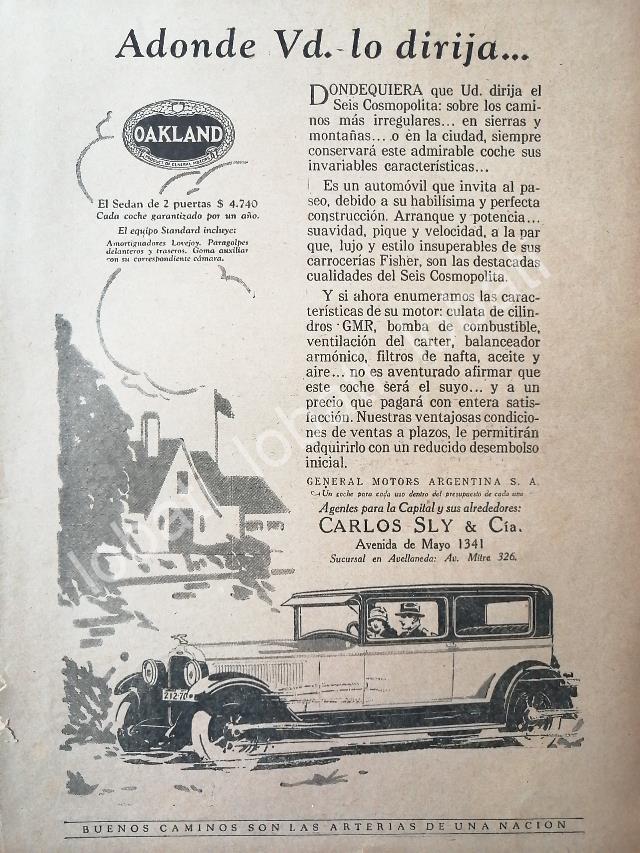 Adonde Vd. lo dirija...
OAKLAND
PRODUCT OF GENERAL MOTORS
El Sedan de 2 puertas $ 4.740
Cada coche garantizado por un año.
El equipo Standard incluye:
Amortiguadores Lovejoy. Paragolpes
delanteros y traseros. Goma auxiliar
con su correspondiente cámara.
DONDEQUIERA que Ud. dirija el
Seis Cosmopolita: sobre los cami-
nos más irregulares... en sierras y
montañas... o en la ciudad, siempre
conservará este admirable coche sus
invariables características...
Es un automóvil que invita al pa-
seo, debido a su habilísima y perfecta
construcción. Arranque y potencia...
suavidad, pique y velocidad, a la par
que, lujo y estilo insuperables de sus
carrocerías Fisher, son las destacadas
cualidades del Seis Cosmopolita.
Y si ahora enumeramos las carac-
terísticas de su motor: culata de cilin-
dros GMR, bomba de combustible,
ventilación del carter, balanceador
armónico, filtros de nafta, aceite y
aire... no es aventurado afirmar que
este coche será el suyo... y a un
precio que pagará con entera satis-
facción. Nuestras ventajosas condicio-
nes de ventas a plazos, le permitirán
adquirirlo con un reducido desembolso
inicial.
GENERAL MOTORS ARGENTINA S. A.
Un coche para cada uso dentro del presupuesto de cada uno
Agentes para la Capital y sus alrededores:
CARLOS SLY & Cía.
Avenida de Mayo 1341
Sucursal en Avellaneda: Av. Mitre 326.
212-70
BUENOS CAMINOS SON LAS ARTERIAS DE UNA NACION